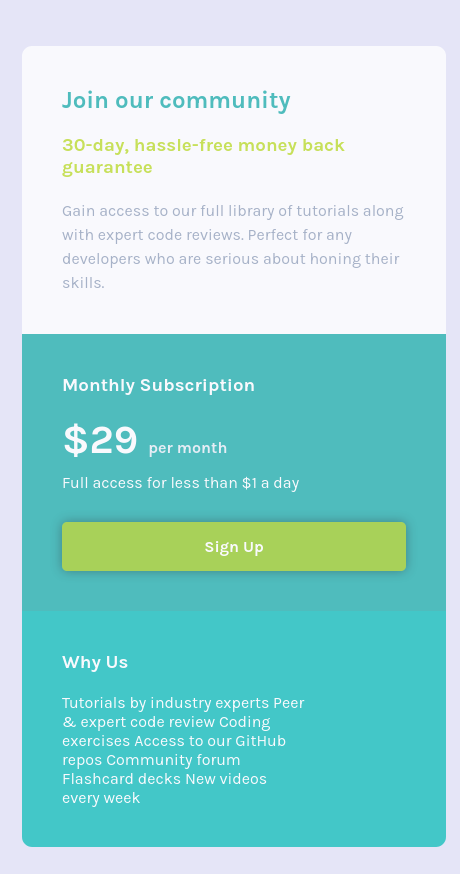 Join our community
30-day, hassle-free money back
guarantee
Gain access to our full library of tutorials along
with expert code reviews. Perfect for any
developers who are serious about honing their
skills.
Monthly Subscription
$29 per month
Full access for less than $1 a day
Sign Up
Why Us
Tutorials by industry experts Peer
& expert code review Coding
exercises Access to our GitHub
repos Community forum
Flashcard decks New videos
every week